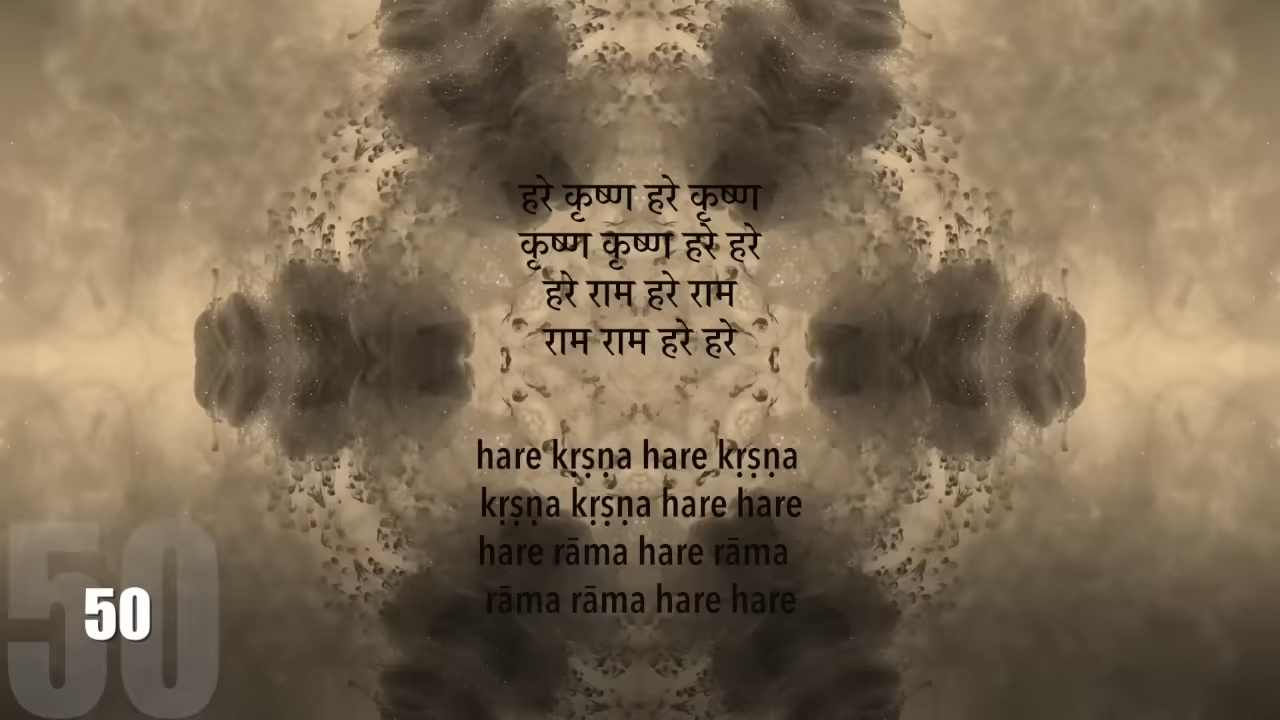 हरे कृष्ण हरे कृष्ण
कृष्ण कृष्ण हरे हरे
हरे राम हरे राम
राम राम हरे हरे
hare kṛṣṇa hare kṛṣṇa
kṛṣṇa kṛṣṇa hare hare
hare rāma hare rāma
rāma rāma hare hare
50
50